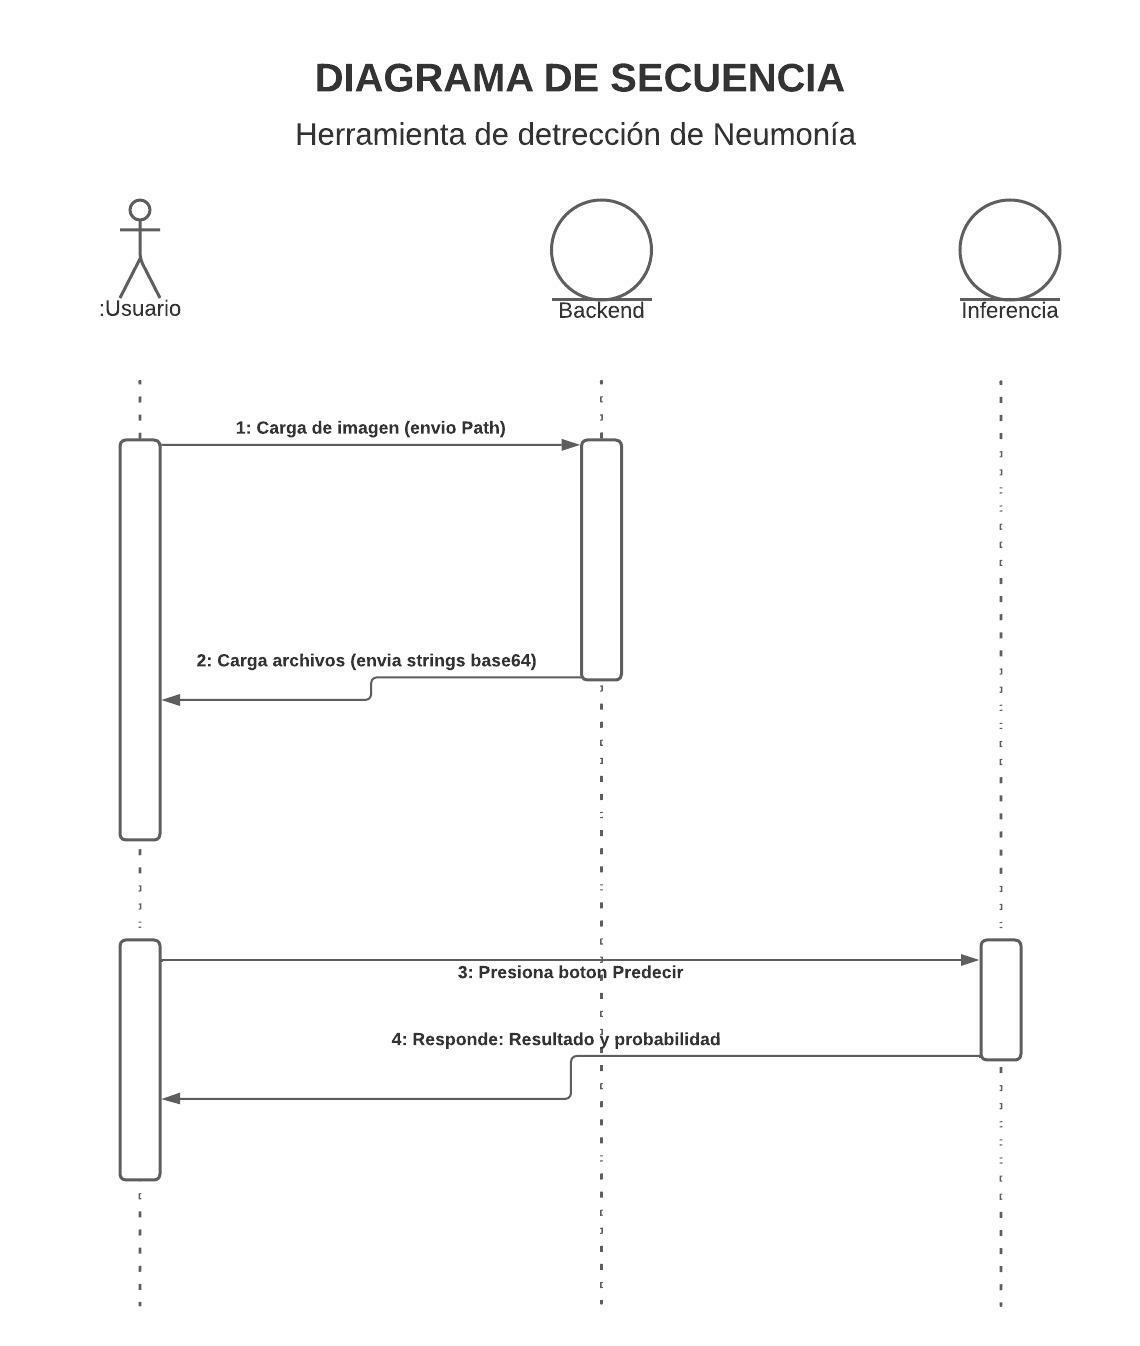 DIAGRAMA DE SECUENCIA
Herramienta de detrección de Neumonía
:Usuario
Backend
Inferencia
1: Carga de imagen (envio Path)
2: Carga archivos (envia strings base64)
3: Presiona boton Predecir
4: Responde: Resultado y probabilidad